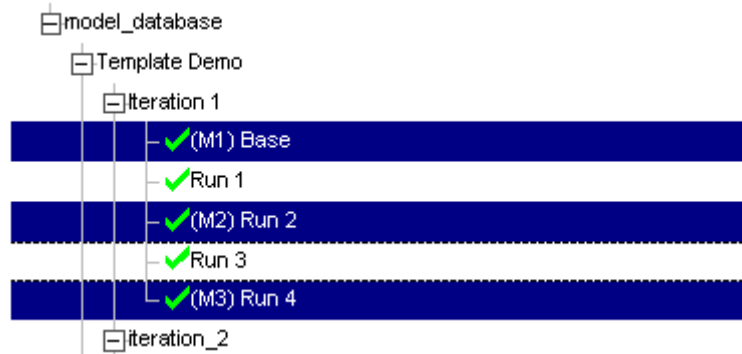 model_database
Template Demo
Iteration 1
(M1) Base
Run 1
(M2) Run 2
Run 3
(M3) Run 4
iteration_2